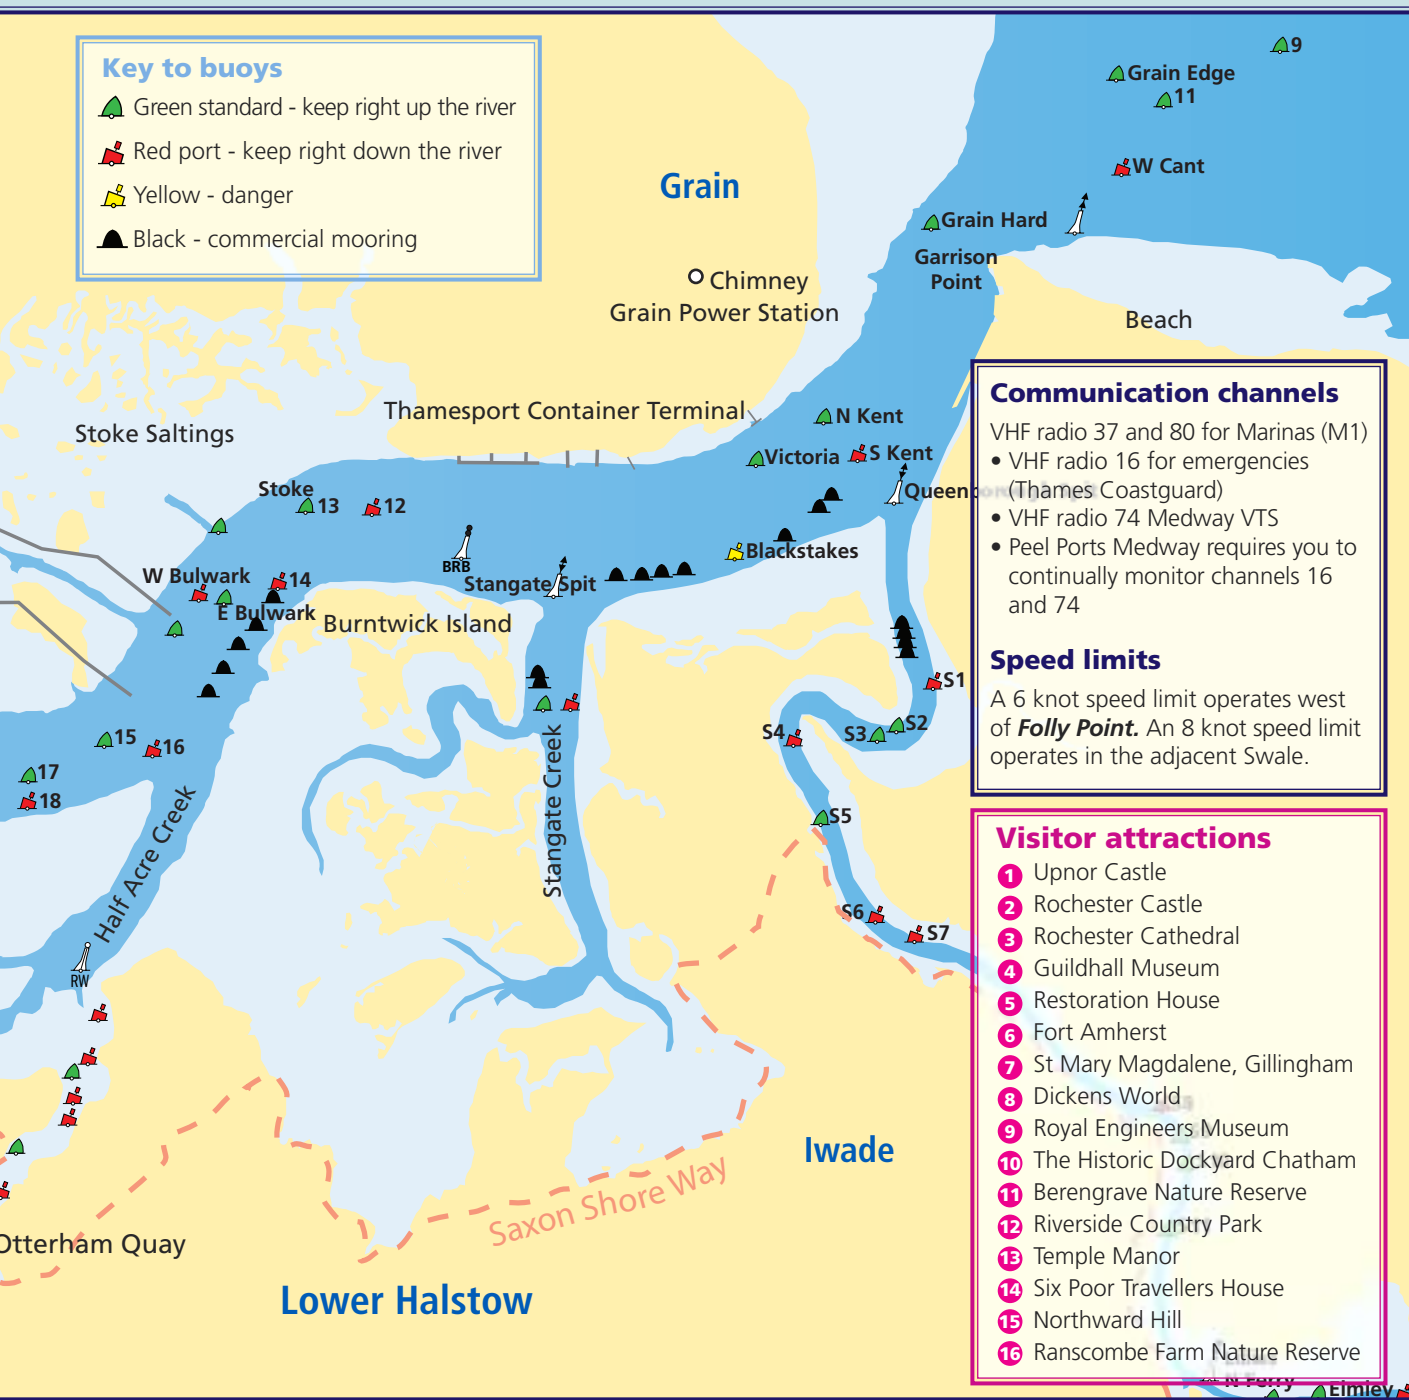 Key to buoys
Green standard - keep right up the river
Red port - keep right down the river
Yellow - danger
Black - commercial mooring
9
Grain Edge
11
W Cant
Grain
Grain Hard
Garrison
Point
Chimney
Grain Power Station
Beach
Thamesport Container Terminal
Stoke Saltings
N Kent
Victoria
S Kent
Stoke
13
12
Queenborough Spit
BRB
Blackstakes
W Bulwark
14
Stangate Spit
E Bulwark
Burntwick Island
S1
S2
S3
S4
15
16
17
18
Stangate Creek
Half Acre Creek
S5
S6
S7
RW
Iwade
Saxon Shore Way
Otterham Quay
Lower Halstow
Communication channels
VHF radio 37 and 80 for Marinas (M1)
• VHF radio 16 for emergencies
(Thames Coastguard)
• VHF radio 74 Medway VTS
• Peel Ports Medway requires you to
continually monitor channels 16
and 74
Speed limits
A 6 knot speed limit operates west
of Folly Point. An 8 knot speed limit
operates in the adjacent Swale.
Visitor attractions
1 Upnor Castle
2 Rochester Castle
3 Rochester Cathedral
4 Guildhall Museum
5 Restoration House
6 Fort Amherst
7 St Mary Magdalene, Gillingham
8 Dickens World
9 Royal Engineers Museum
10 The Historic Dockyard Chatham
11 Berengrave Nature Reserve
12 Riverside Country Park
13 Temple Manor
14 Six Poor Travellers House
15 Northward Hill
16 Ranscombe Farm Nature Reserve
N Ferry
Elmley